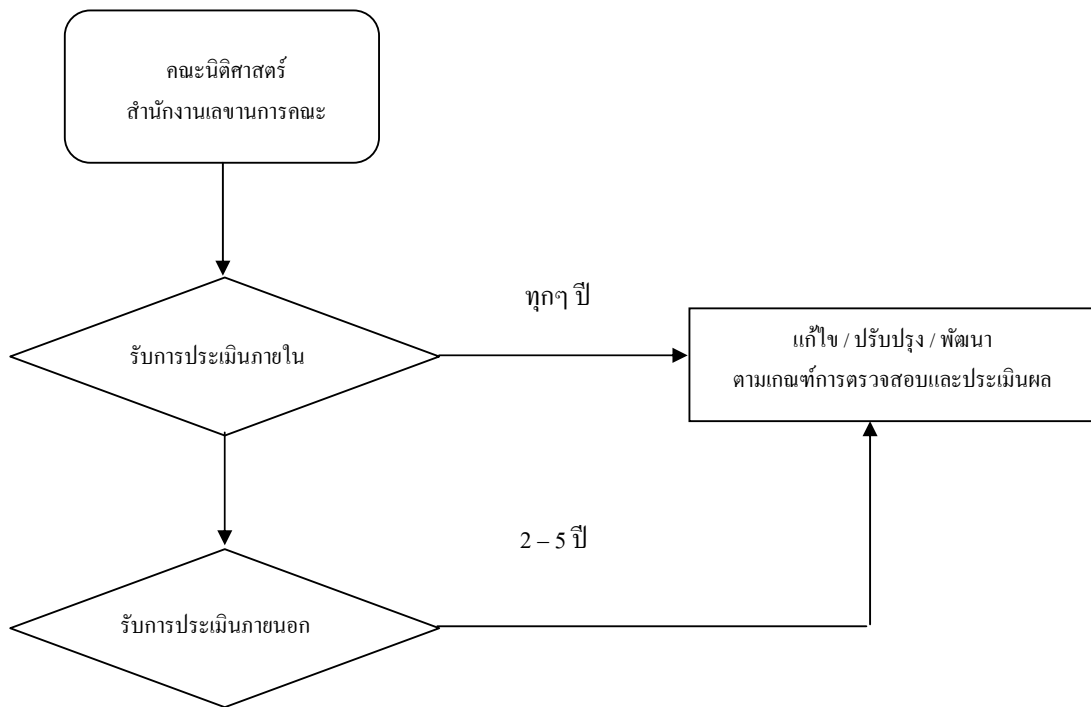 คณะนิติศาสตร์
สำนักงานเลขานการคณะ
ทุกๆ ปี
รับการประเมินภายใน
แก้ไข / ปรับปรุง / พัฒนา
ตามเกณฑ์การตรวจสอบและประเมินผล
2 – 5 ปี
รับการประเมินภายนอก